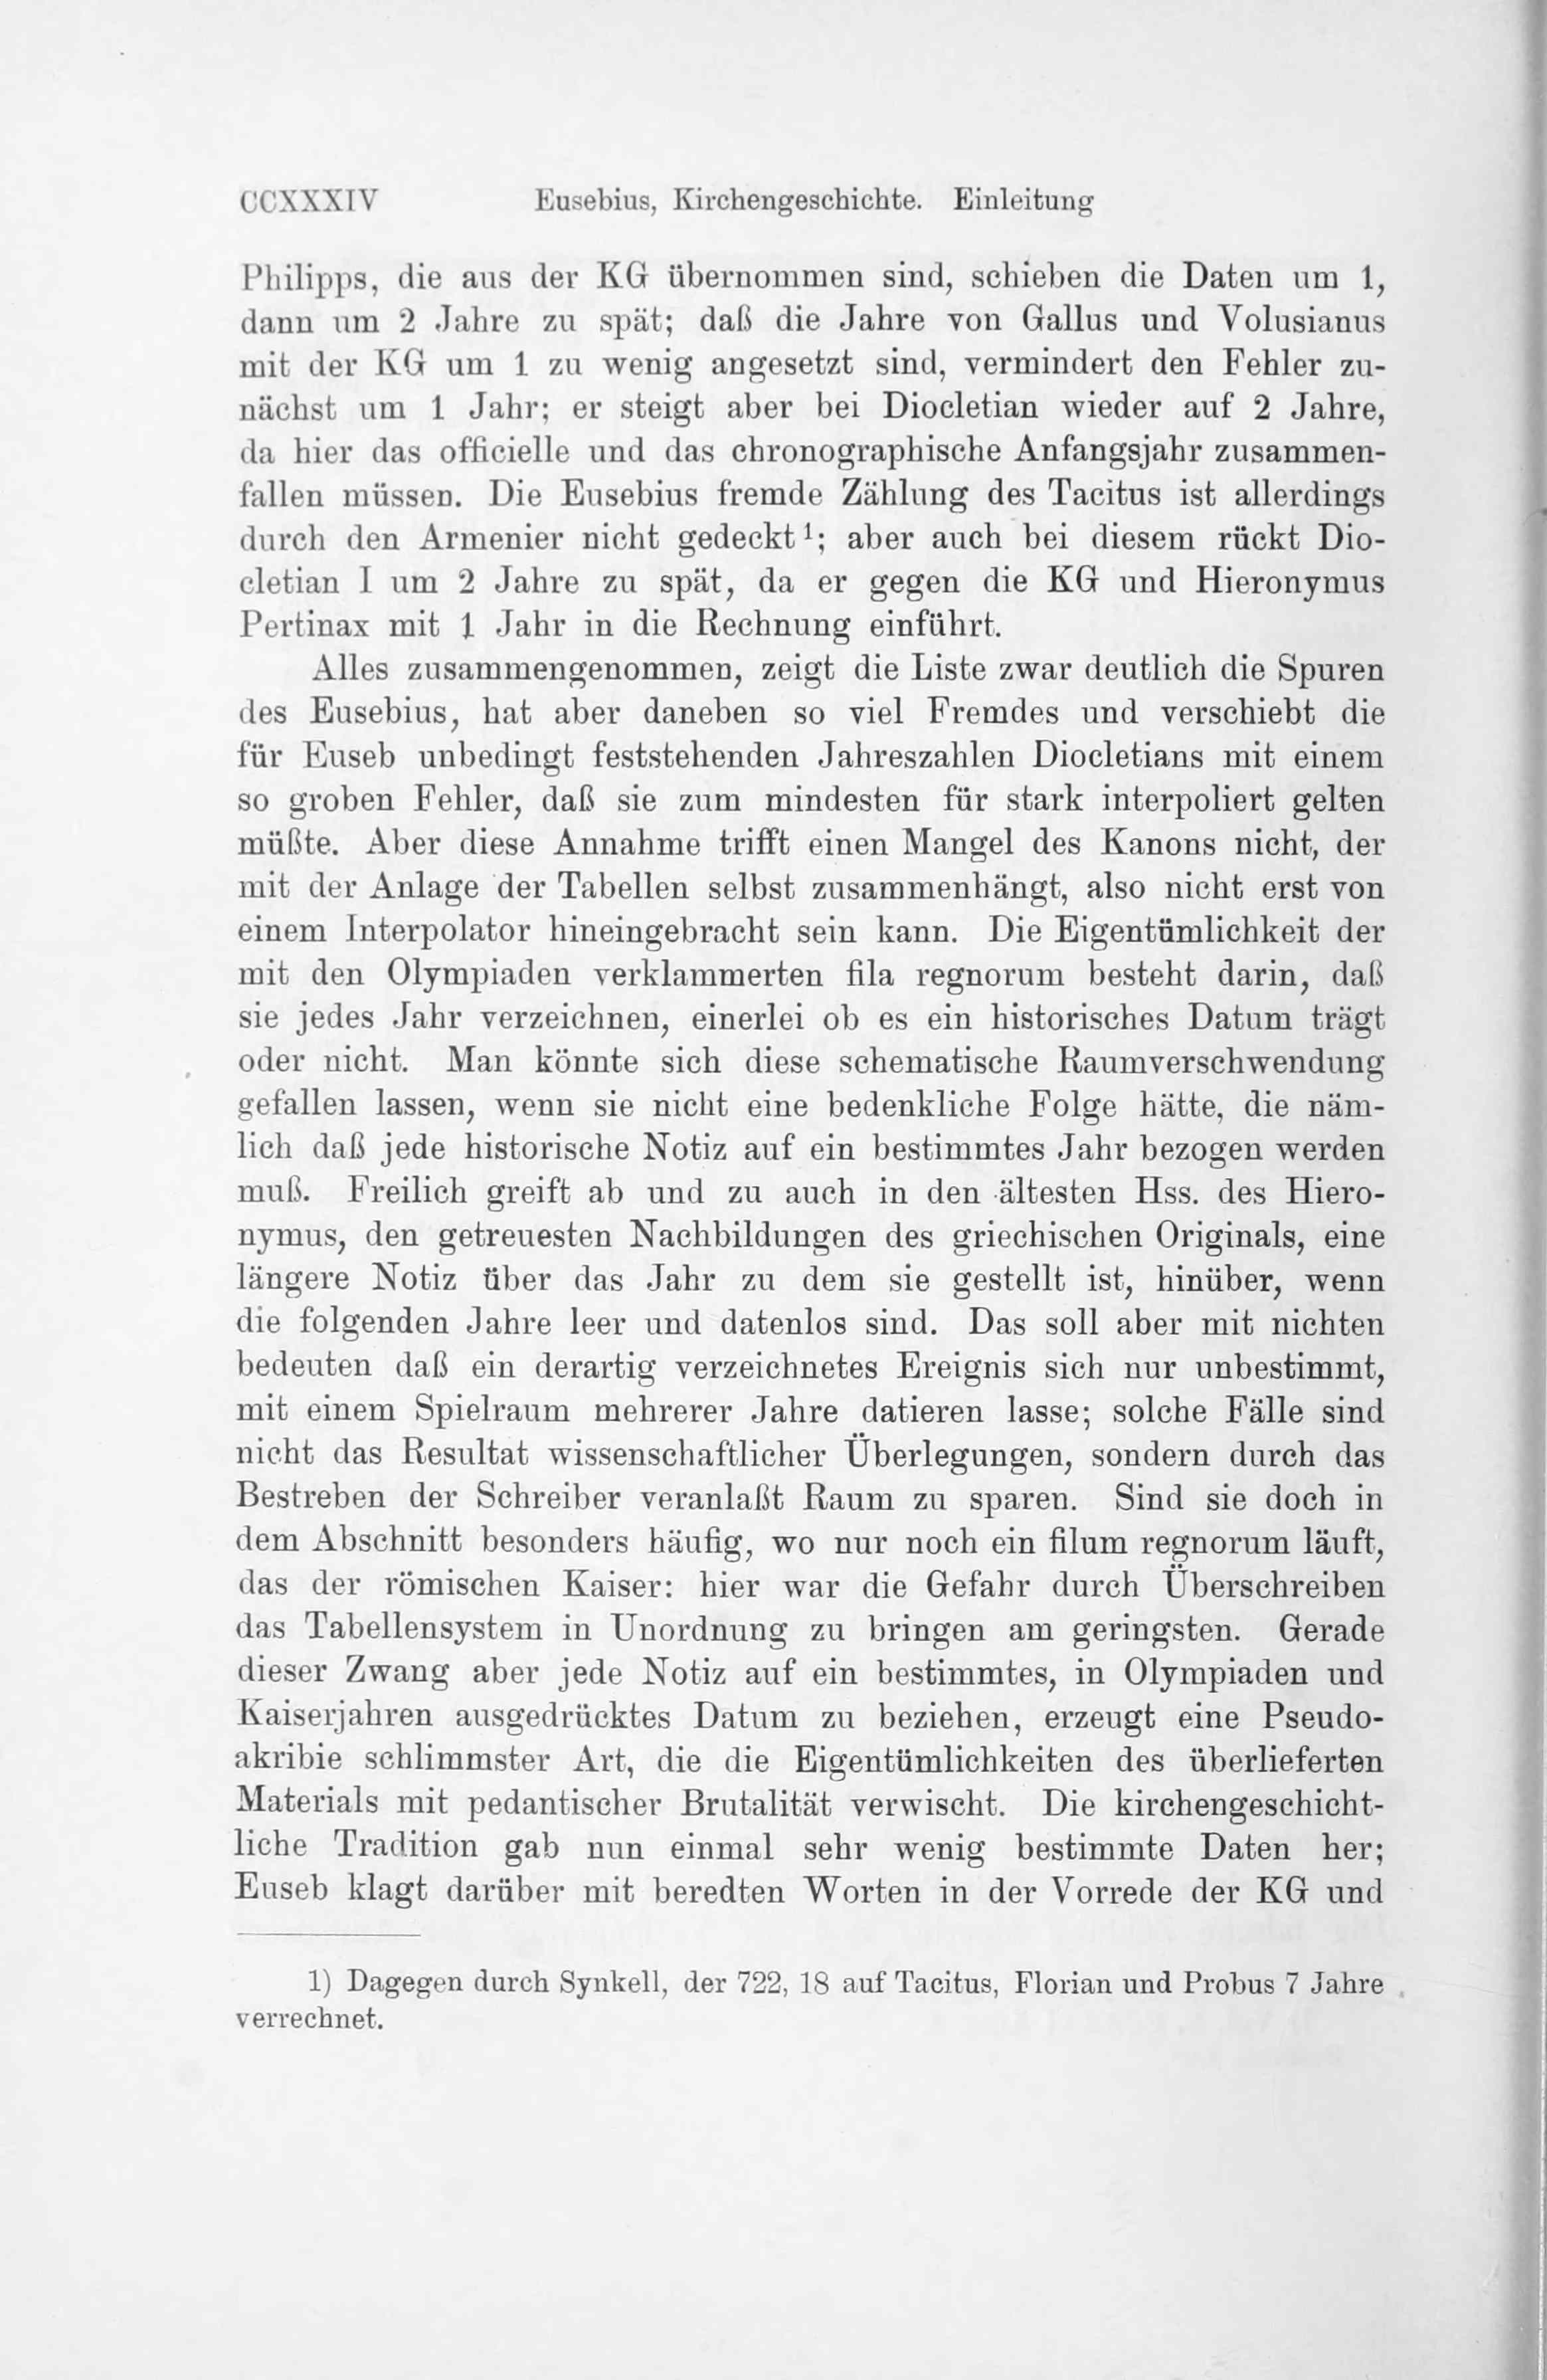 CCXXXIV Eusebius, Kirchengeschichte. Einleitung
Philipps, die aus der KG übernommen sind, schieben die Daten um 1,
dann um 2 Jahre zu spät; daß die Jahre von Gallus und Volusianus
mit der KG um 1 zu wenig angesetzt sind, vermindert den Fehler zu-
nächst um 1 Jahr; er steigt aber bei Diocletian wieder auf 2 Jahre,
da hier das officielle und das chronographische Anfangsjahr zusammen-
fallen müssen. Die Eusebius fremde Zählung des Tacitus ist allerdings
durch den Armenier nicht gedeckt¹; aber auch bei diesem rückt Dio-
cletian I um 2 Jahre zu spät, da er gegen die KG und Hieronymus
Pertinax mit 1 Jahr in die Rechnung einführt.
Alles zusammengenommen, zeigt die Liste zwar deutlich die Spuren
des Eusebius, hat aber daneben so viel Fremdes und verschiebt die
für Euseb unbedingt feststehenden Jahreszahlen Diocletians mit einem
so groben Fehler, daß sie zum mindesten für stark interpoliert gelten
müßte. Aber diese Annahme trifft einen Mangel des Kanons nicht, der
mit der Anlage der Tabellen selbst zusammenhängt, also nicht erst von
einem Interpolator hineingebracht sein kann. Die Eigentümlichkeit der
mit den Olympiaden verklammerten fila regnorum besteht darin, daß
sie jedes Jahr verzeichnen, einerlei ob es ein historisches Datum trägt
oder nicht. Man könnte sich diese schematische Raumverschwendung
gefallen lassen, wenn sie nicht eine bedenkliche Folge hätte, die näm-
lich daß jede historische Notiz auf ein bestimmtes Jahr bezogen werden
muß. Freilich greift ab und zu auch in den ältesten Hss. des Hiero-
nymus, den getreuesten Nachbildungen des griechischen Originals, eine
längere Notiz über das Jahr zu dem sie gestellt ist, hinüber, wenn
die folgenden Jahre leer und datenlos sind. Das soll aber mit nichten
bedeuten daß ein derartig verzeichnetes Ereignis sich nur unbestimmt,
mit einem Spielraum mehrerer Jahre datieren lasse; solche Fälle sind
nicht das Resultat wissenschaftlicher Überlegungen, sondern durch das
Bestreben der Schreiber veranlaßt Raum zu sparen. Sind sie doch in
dem Abschnitt besonders häufig, wo nur noch ein filum regnorum läuft,
das der römischen Kaiser: hier war die Gefahr durch Überschreiben
das Tabellensystem in Unordnung zu bringen am geringsten. Gerade
dieser Zwang aber jede Notiz auf ein bestimmtes, in Olympiaden und
Kaiserjahren ausgedrücktes Datum zu beziehen, erzeugt eine Pseudo-
akribie schlimmster Art, die die Eigentümlichkeiten des überlieferten
Materials mit pedantischer Brutalität verwischt. Die kirchengeschicht-
liche Tradition gab nun einmal sehr wenig bestimmte Daten her;
Euseb klagt darüber mit beredten Worten in der Vorrede der KG und
1) Dagegen durch Synkell, der 722, 18 auf Tacitus, Florian und Probus 7 Jahre
verrechnet.